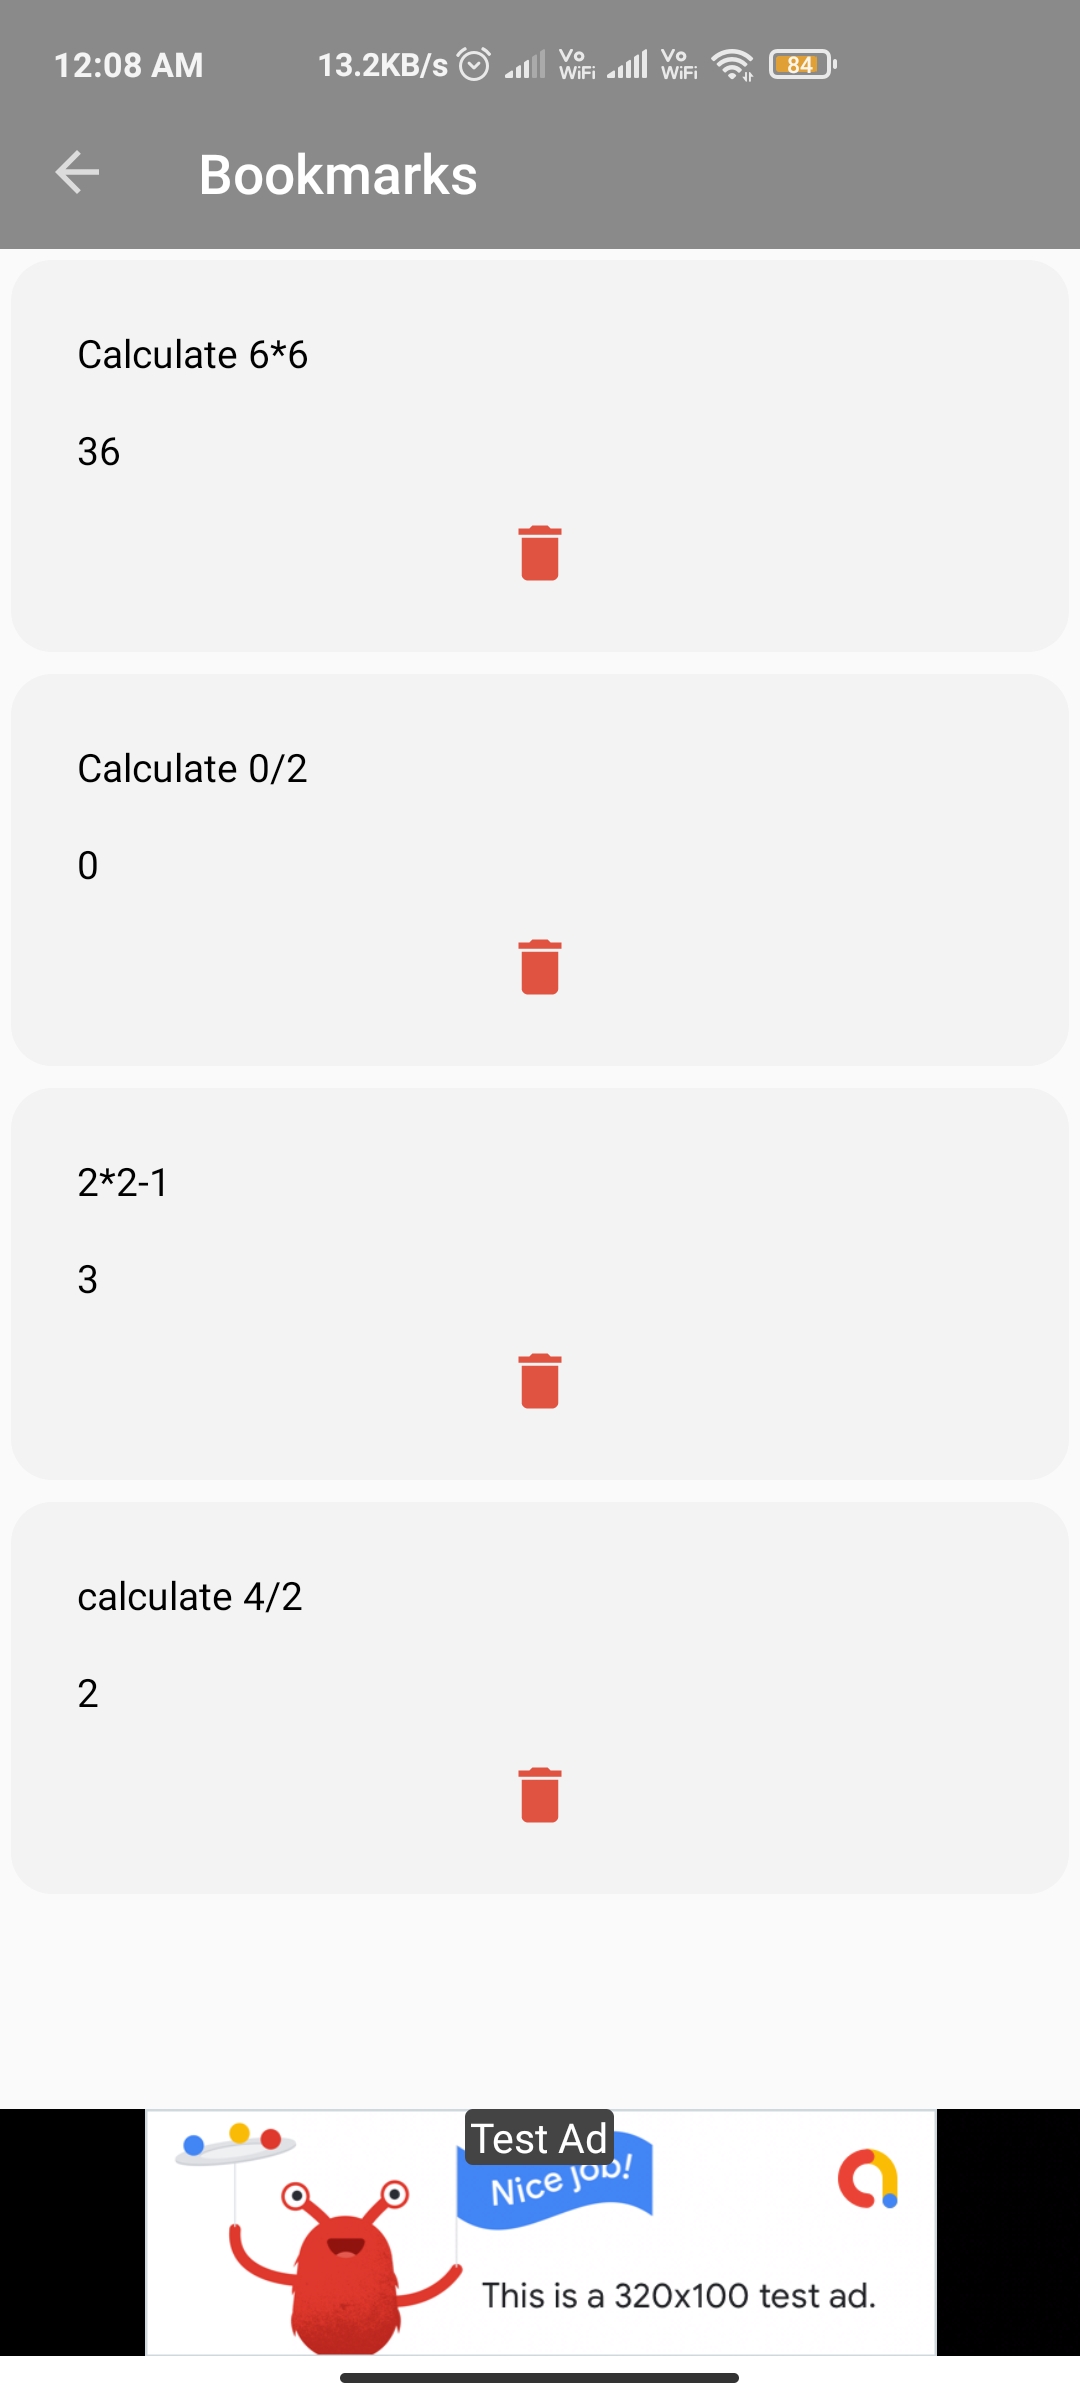 12:08 AM 13.2KB/s Vo WiFi Vo WiFi 84
Bookmarks
Calculate 6*6
36
Calculate 0/2
0
2*2-1
3
calculate 4/2
2
Test Ad
Nice job!
This is a 320x100 test ad.